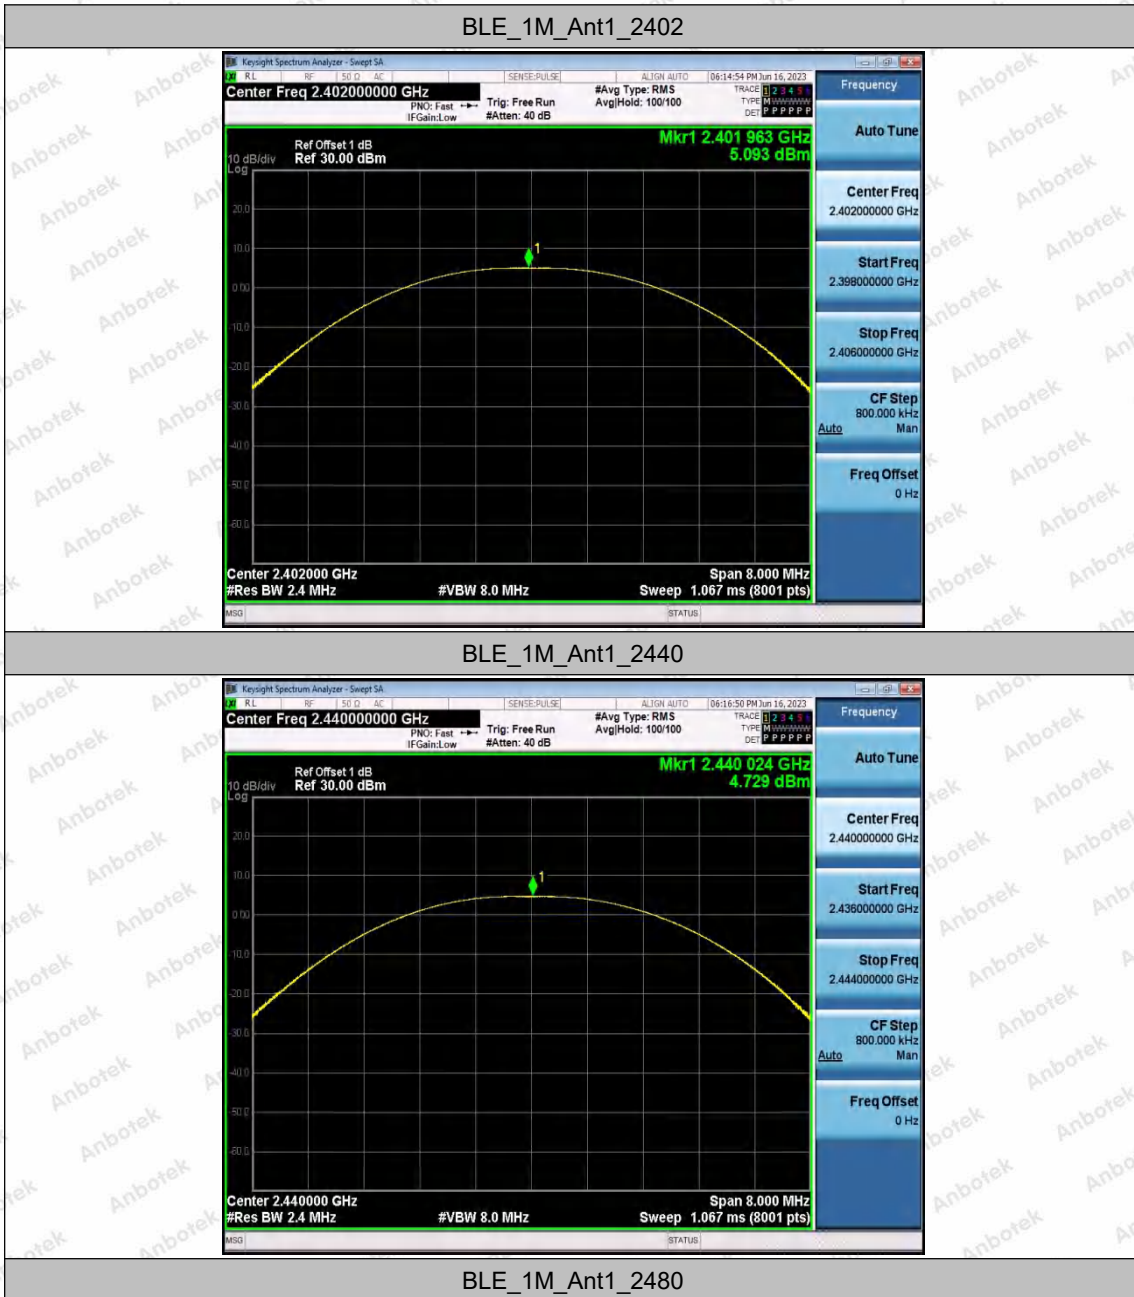 BLE_1M_Ant1_2402
Keysight Spectrum Analyzer - Swept SA
RL RF 50 Ω AC SENSE:PULSE ALIGN AUTO 06:14:54 PM Jun 16, 2023
Center Freq 2.402000000 GHz
PNO: Fast
IFGain:Low
Trig: Free Run
#Atten: 40 dB
#Avg Type: RMS
Avg|Hold: 100/100
TRACE 1 2 3 4 5 6
TYPE M WWWWW
DET P P P P P P
Frequency
Auto Tune
Center Freq
2.402000000 GHz
Start Freq
2.398000000 GHz
Stop Freq
2.406000000 GHz
CF Step
800.000 kHz
Auto Man
Freq Offset
0 Hz
Mkr1 2.401 963 GHz
5.093 dBm
Ref Offset 1 dB
10 dB/div Ref 30.00 dBm
Log
20.0
10.0
0.00
-10.0
-20.0
-30.0
-40.0
-50.0
-60.0
1
Center 2.402000 GHz Span 8.000 MHz
#Res BW 2.4 MHz #VBW 8.0 MHz Sweep 1.067 ms (8001 pts)
MSG STATUS
BLE_1M_Ant1_2440
Keysight Spectrum Analyzer - Swept SA
RL RF 50 Ω AC SENSE:PULSE ALIGN AUTO 06:16:50 PM Jun 16, 2023
Center Freq 2.440000000 GHz
PNO: Fast
IFGain:Low
Trig: Free Run
#Atten: 40 dB
#Avg Type: RMS
Avg|Hold: 100/100
TRACE 1 2 3 4 5 6
TYPE M WWWWW
DET P P P P P P
Frequency
Auto Tune
Center Freq
2.440000000 GHz
Start Freq
2.436000000 GHz
Stop Freq
2.444000000 GHz
CF Step
800.000 kHz
Auto Man
Freq Offset
0 Hz
Mkr1 2.440 024 GHz
4.729 dBm
Ref Offset 1 dB
10 dB/div Ref 30.00 dBm
Log
20.0
10.0
0.00
-10.0
-20.0
-30.0
-40.0
-50.0
-60.0
1
Center 2.440000 GHz Span 8.000 MHz
#Res BW 2.4 MHz #VBW 8.0 MHz Sweep 1.067 ms (8001 pts)
MSG STATUS
BLE_1M_Ant1_2480
Anbotek